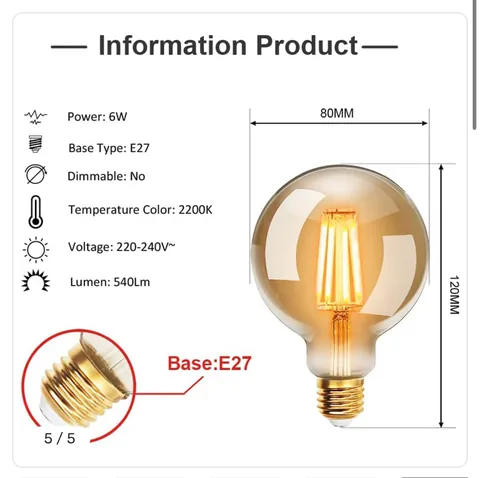 Information Product
80MM
Power: 6W
Base Type: E27
Dimmable: No
Temperature Color: 2200K
Voltage: 220-240V~
Lumen: 540Lm
120MM
Base:E27
5 / 5